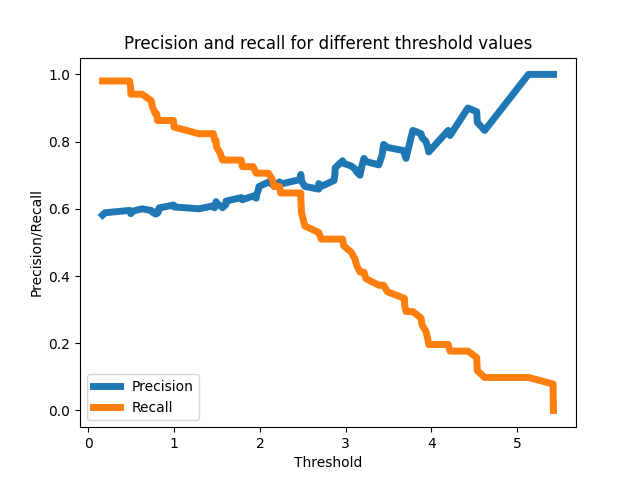 Precision and recall for different threshold values
Precision/Recall
1.0
0.8
0.6
0.4
0.2
0.0
Precision
Recall
0 1 2 3 4 5
Threshold